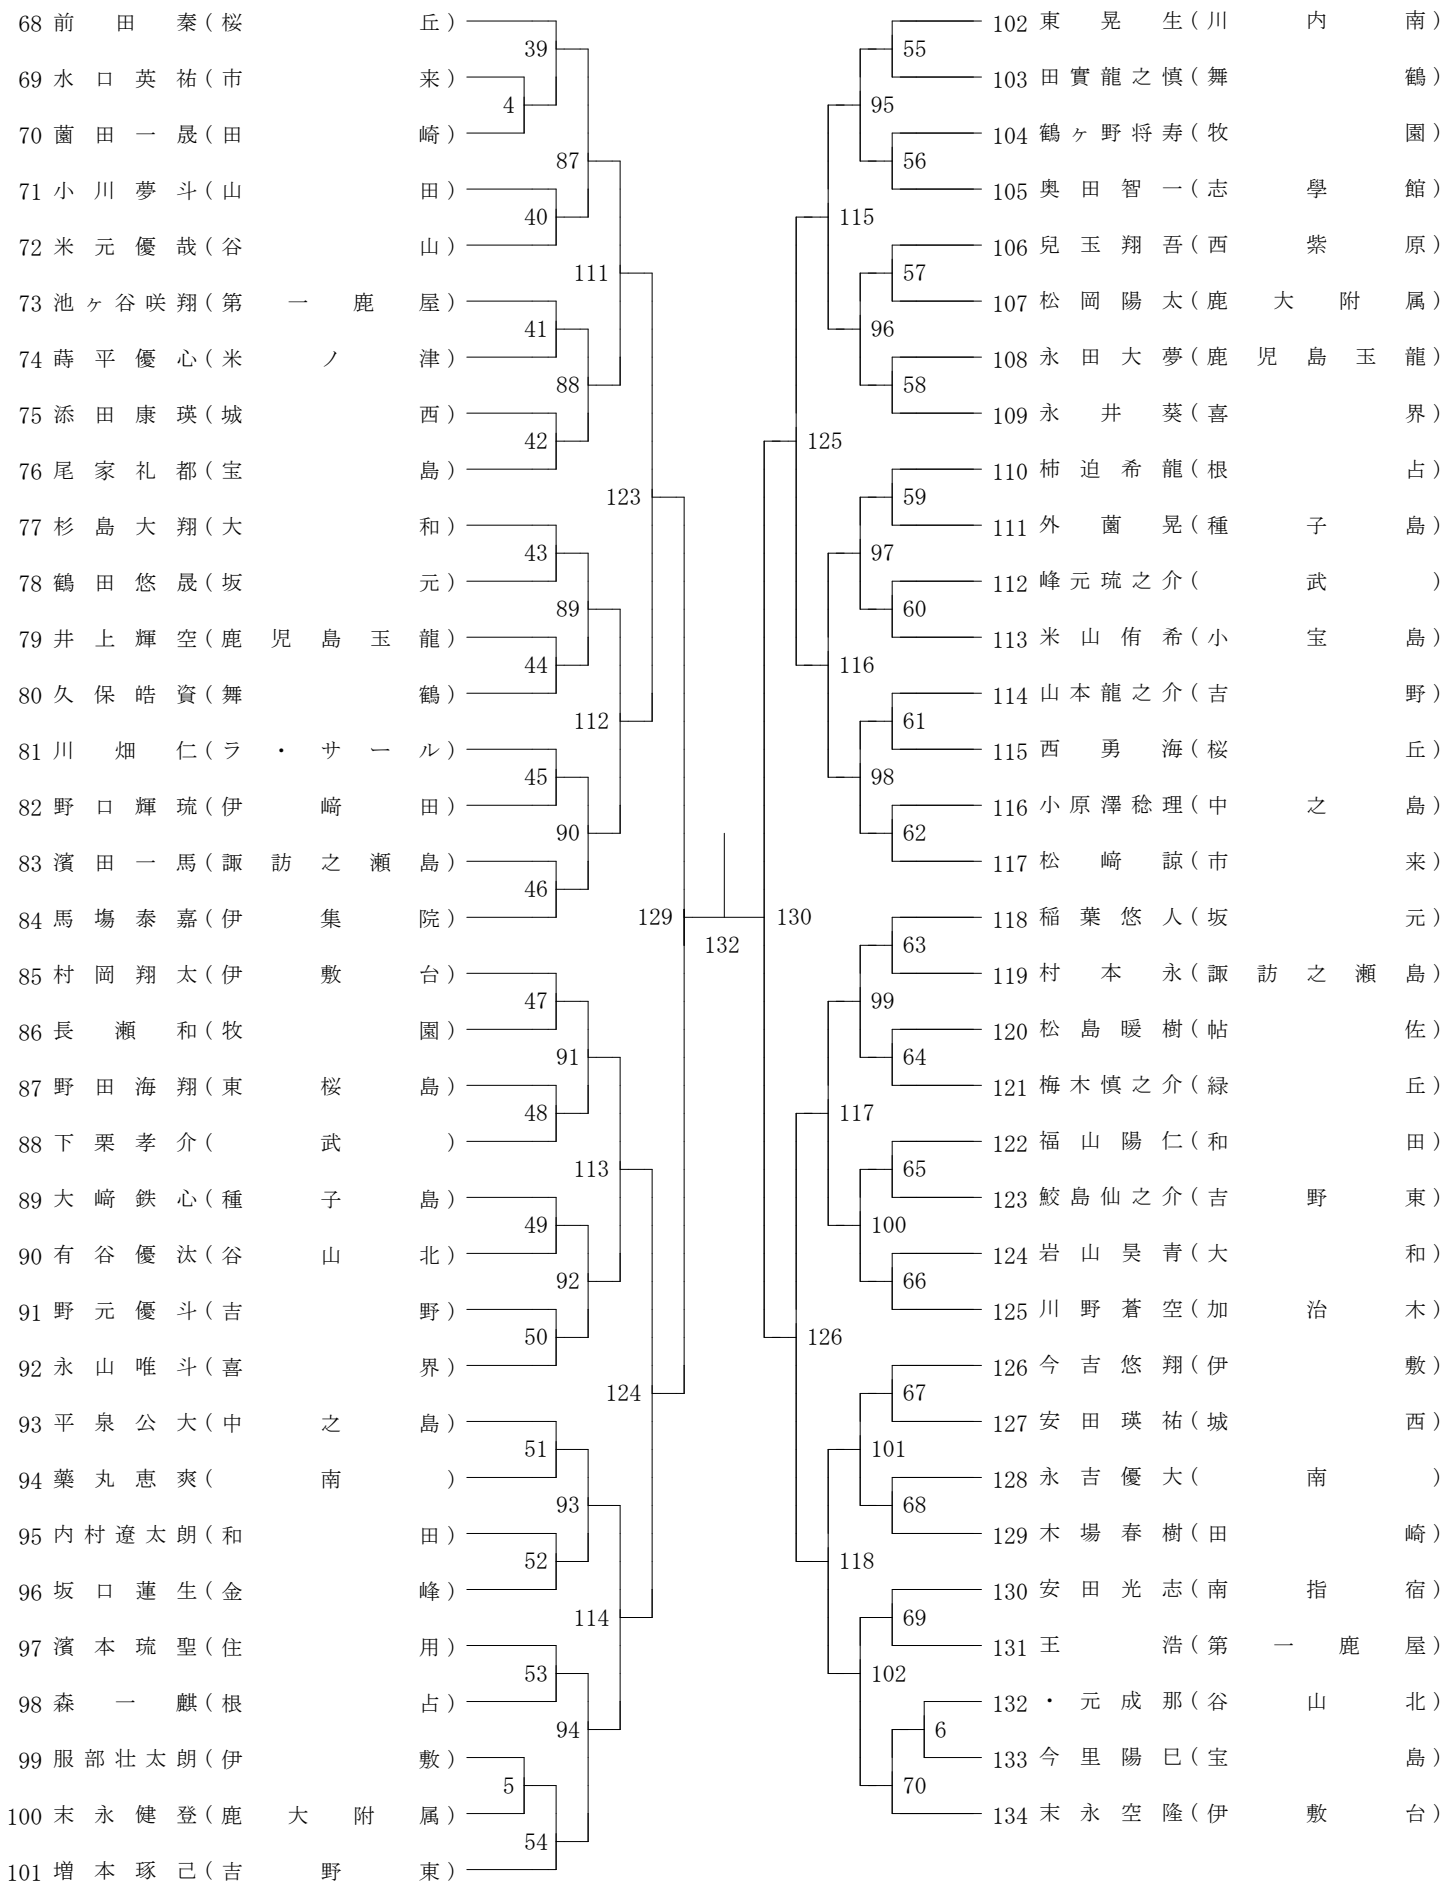 68 前田秦(桜丘)
69 水口英祐(市来)
70 薗田一晟(田崎)
71 小川夢斗(山田)
72 米元優哉(谷山)
73 池ヶ谷咲翔(第一鹿屋)
74 蒔平優心(米ノ津)
75 添田康瑛(城西)
76 尾家礼都(宝島)
77 杉島大翔(大和)
78 鶴田悠晟(坂元)
79 井上輝空(鹿児島玉龍)
80 久保皓資(舞鶴)
81 川畑仁(ラ・サール)
82 野口輝琉(伊﨑田)
83 濱田一馬(諏訪之瀬島)
84 馬塲泰嘉(伊集院)
85 村岡翔太(伊敷台)
86 長瀬和(牧園)
87 野田海翔(東桜島)
88 下栗孝介(武)
89 大﨑鉄心(種子島)
90 有谷優汰(谷山北)
91 野元優斗(吉野)
92 永山唯斗(喜界)
93 平泉公大(中之島)
94 藥丸恵爽(南)
95 内村遼太朗(和田)
96 坂口蓮生(金峰)
97 濱本琉聖(住用)
98 森一麒(根占)
99 服部壮太朗(伊敷)
100 末永健登(鹿大附属)
101 増本琢己(吉野東)
39
4
87
40
111
41
88
42
123
43
89
44
112
45
90
46
129
132
47
91
48
113
49
92
50
124
51
93
52
114
53
94
5
54
130
55
95
56
115
57
96
58
125
59
97
60
116
61
98
62
63
99
64
117
65
100
66
126
67
101
68
118
69
102
6
70
102 東晃生(川内南)
103 田實龍之慎(舞鶴)
104 鶴ヶ野将寿(牧園)
105 奥田智一(志學館)
106 兒玉翔吾(西紫原)
107 松岡陽太(鹿大附属)
108 永田大夢(鹿児島玉龍)
109 永井葵(喜界)
110 柿迫希龍(根占)
111 外薗晃(種子島)
112 峰元琉之介(武)
113 米山侑希(小宝島)
114 山本龍之介(吉野)
115 西勇海(桜丘)
116 小原澤稔理(中之島)
117 松﨑諒(市来)
118 稲葉悠人(坂元)
119 村本永(諏訪之瀬島)
120 松島暖樹(帖佐)
121 梅木慎之介(緑丘)
122 福山陽仁(和田)
123 鮫島仙之介(吉野東)
124 岩山昊青(大和)
125 川野蒼空(加治木)
126 今吉悠翔(伊敷)
127 安田瑛祐(城西)
128 永吉優大(南)
129 木場春樹(田崎)
130 安田光志(南指宿)
131 王浩(第一鹿屋)
132 ・元成那(谷山北)
133 今里陽巳(宝島)
134 末永空隆(伊敷台)